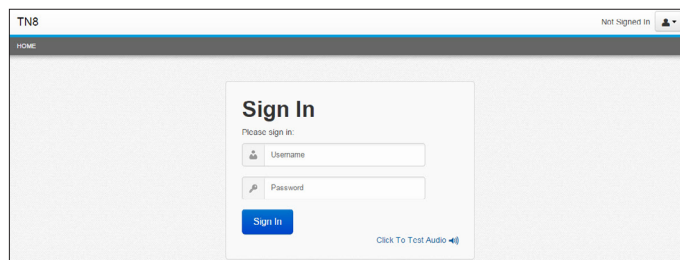 TN8
Not Signed In
HOME
Sign In
Please sign in:
Username
Password
Sign In
Click To Test Audio